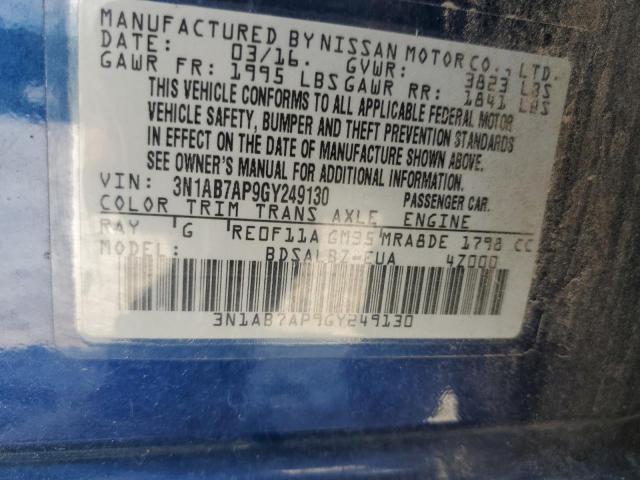 MANUFACTURED BY NISSAN MOTOR CO., LTD.
DATE: 03/16. GVWR: 3823 LBS
GAWR FR: 1995 LBS GAWR RR: 1841 LBS
THIS VEHICLE CONFORMS TO ALL APPLICABLE FEDERAL MOTOR
VEHICLE SAFETY, BUMPER AND THEFT PREVENTION STANDARDS
IN EFFECT ON THE DATE OF MANUFACTURE SHOWN ABOVE.
SEE OWNER'S MANUAL FOR ADDITIONAL INFORMATION.
VIN: 3N1AB7AP9GY249130 PASSENGER CAR.
COLOR TRIM TRANS AXLE ENGINE
RAY G RE0F11A GM35 MRA8DE 1798 CC
MODEL: BDSALBZ-EUA 47000
3N1AB7AP9GY249130